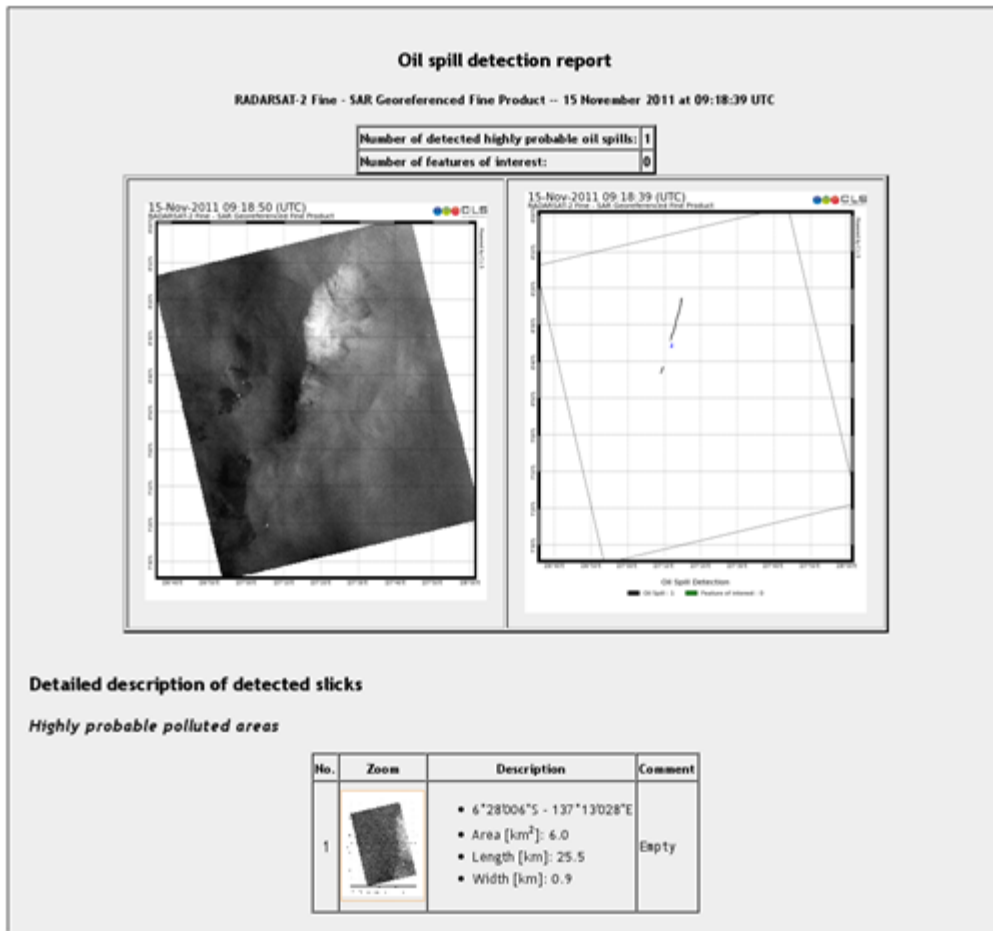 Oil spill detection report
RADARSAT-2 Fine - SAR Georeferenced Fine Product -- 15 November 2011 at 09:18:39 UTC
Number of detected highly probable oil spills: 1
Number of features of interest: 0
15-Nov-2011 09:18:50 (UTC)
RADARSAT-2 Fine - SAR Georeferenced Fine Product
CLS
15-Nov-2011 09:18:39 (UTC)
RADARSAT-2 Fine - SAR Georeferenced Fine Product
CLS
Oil Spill Detection
Oil Spill : 1 Feature of interest : 0
Detailed description of detected slicks
Highly probable polluted areas
No. Zoom Description Comment
1
• 6°28'006"S - 137°13'028"E
• Area [km²]: 6.0
• Length [km]: 25.5
• Width [km]: 0.9
Empty